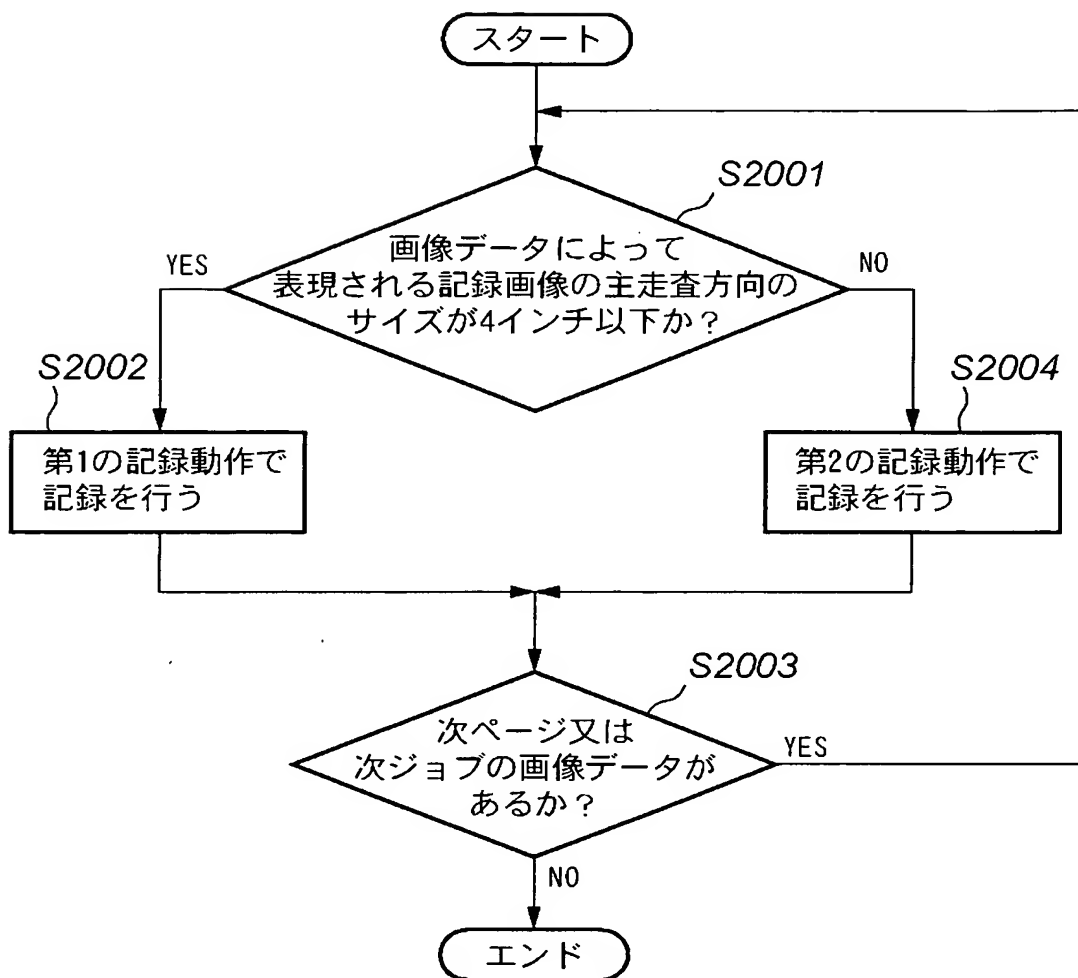 スタート
S2001
画像データによって
表現される記録画像の主走査方向の
サイズが4インチ以下か？
YES
NO
S2002
S2004
第1の記録動作で
記録を行う
第2の記録動作で
記録を行う
S2003
次ページ又は
次ジョブの画像データが
あるか？
YES
NO
エンド